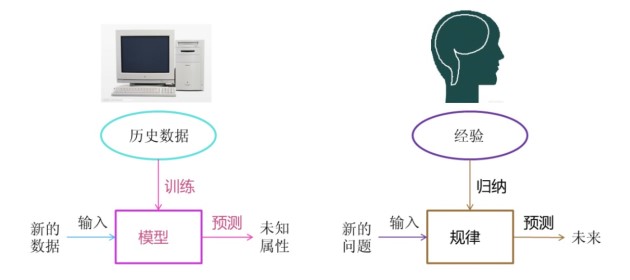 历史数据
训练
新的
数据
输入
模型
预测
未知
属性
经验
归纳
新的
问题
输入
规律
预测
未来